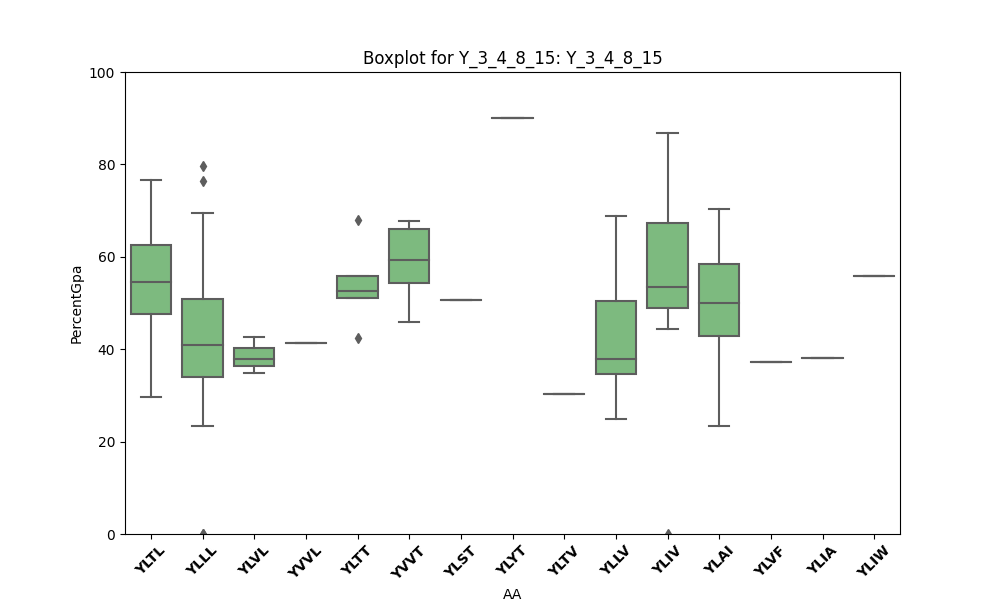 Boxplot for Y_3_4_8_15: Y_3_4_8_15
100
80
60
40
20
0
PercentGpa
YLTL YLLL YLVL YVVL YLTT YVVT YLST YLYT YLTV YLLV YLIV YLAI YLVF YLIA YLIW
AA